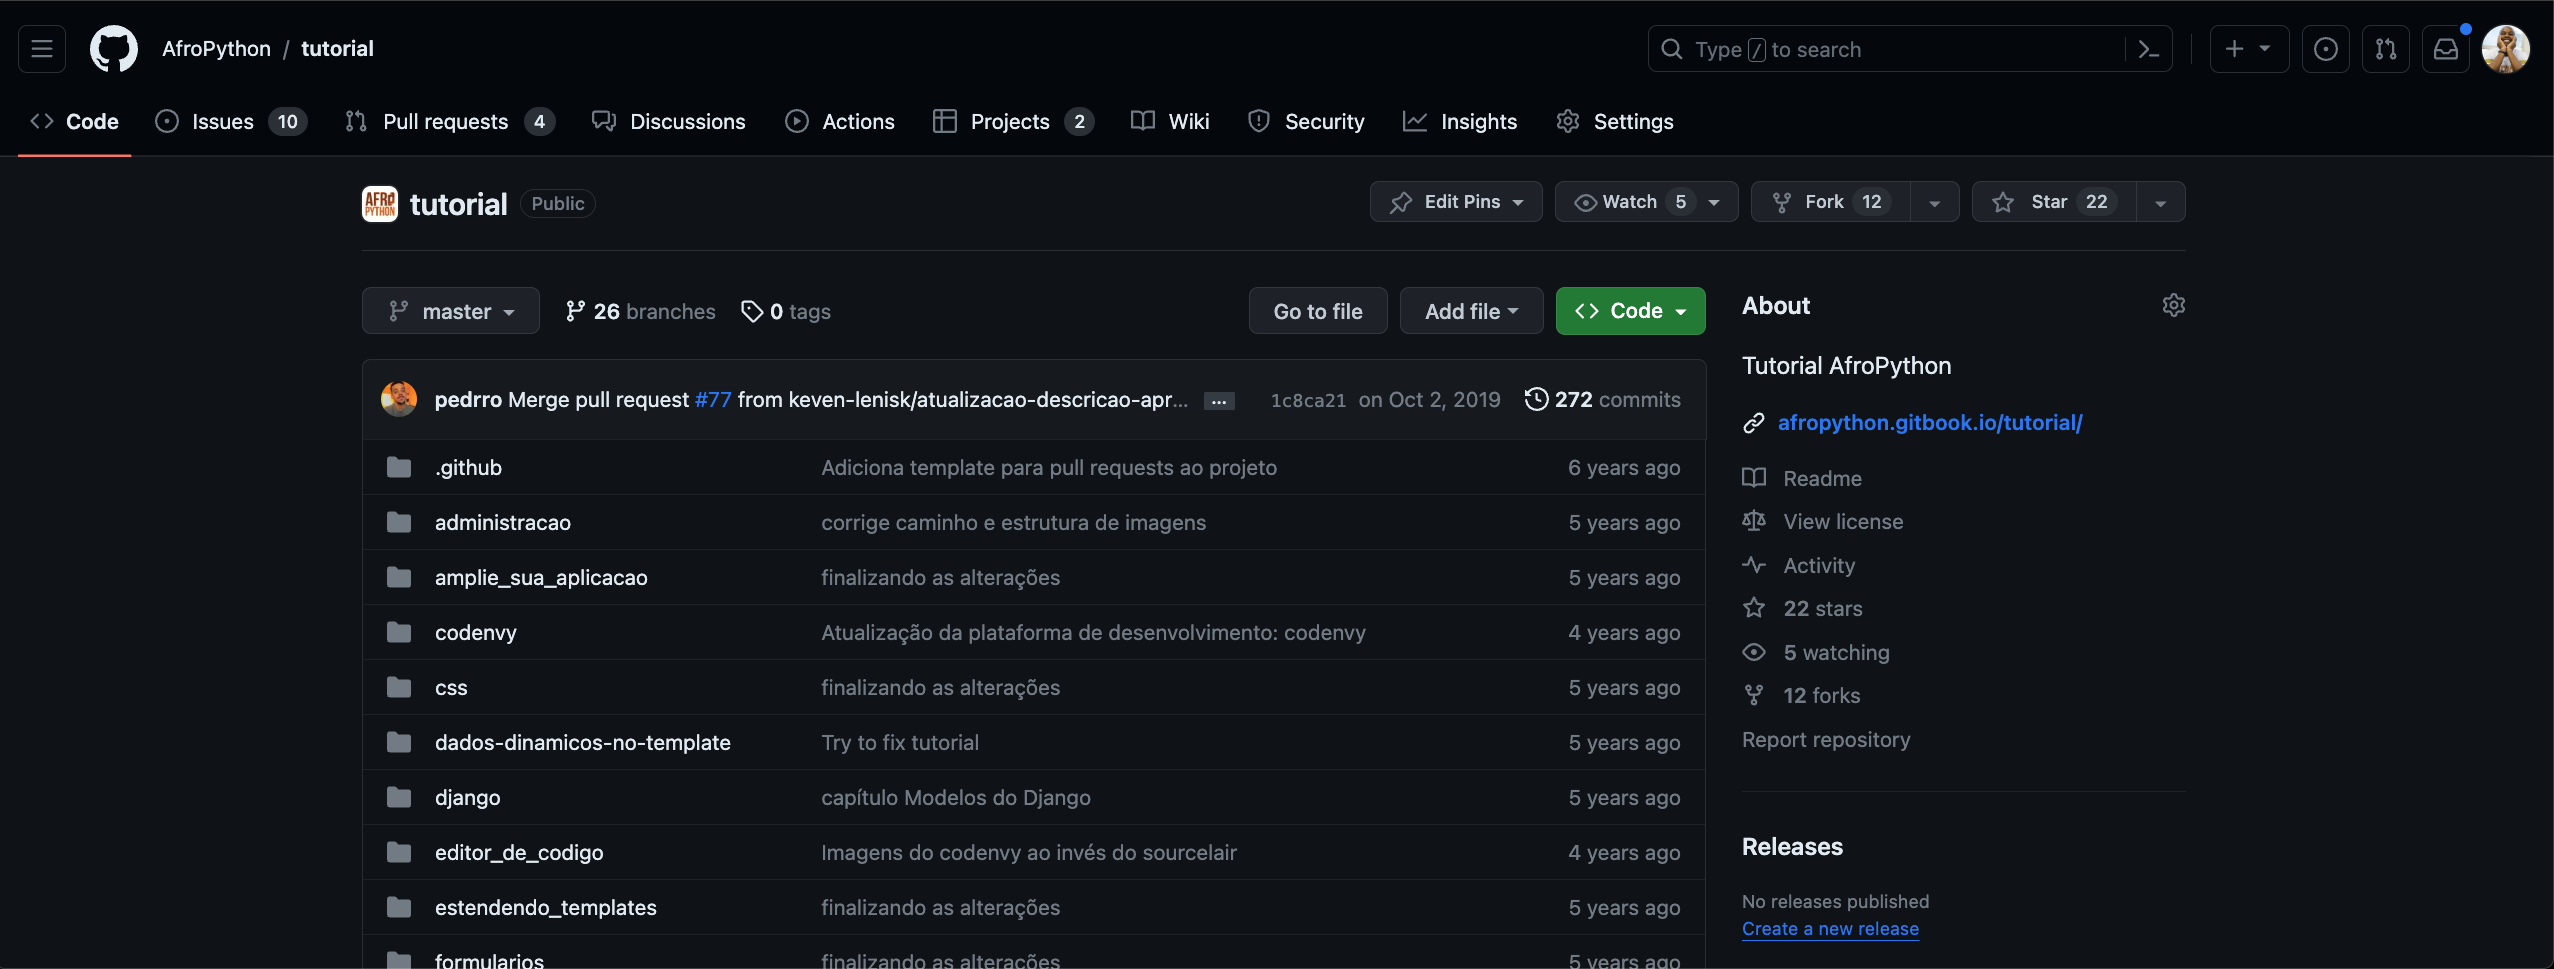 AfroPython / tutorial
Type / to search
Code
Issues 10
Pull requests 4
Discussions
Actions
Projects 2
Wiki
Security
Insights
Settings
AFRO PYTHON
tutorial Public
Edit Pins
Watch 5
Fork 12
Star 22
master
26 branches
0 tags
Go to file
Add file
Code
pedrro Merge pull request #77 from keven-lenisk/atualizacao-descricao-apr... ... 1c8ca21 on Oct 2, 2019 272 commits
.github Adiciona template para pull requests ao projeto 6 years ago
administracao corrige caminho e estrutura de imagens 5 years ago
amplie_sua_aplicacao finalizando as alterações 5 years ago
codenvy Atualização da plataforma de desenvolvimento: codenvy 4 years ago
css finalizando as alterações 5 years ago
dados-dinamicos-no-template Try to fix tutorial 5 years ago
django capítulo Modelos do Django 5 years ago
editor_de_codigo Imagens do codenvy ao invés do sourcelair 4 years ago
estendendo_templates finalizando as alterações 5 years ago
formularios finalizando as alterações 5 years ago
About
Tutorial AfroPython
afropython.gitbook.io/tutorial/
Readme
View license
Activity
22 stars
5 watching
12 forks
Report repository
Releases
No releases published
Create a new release